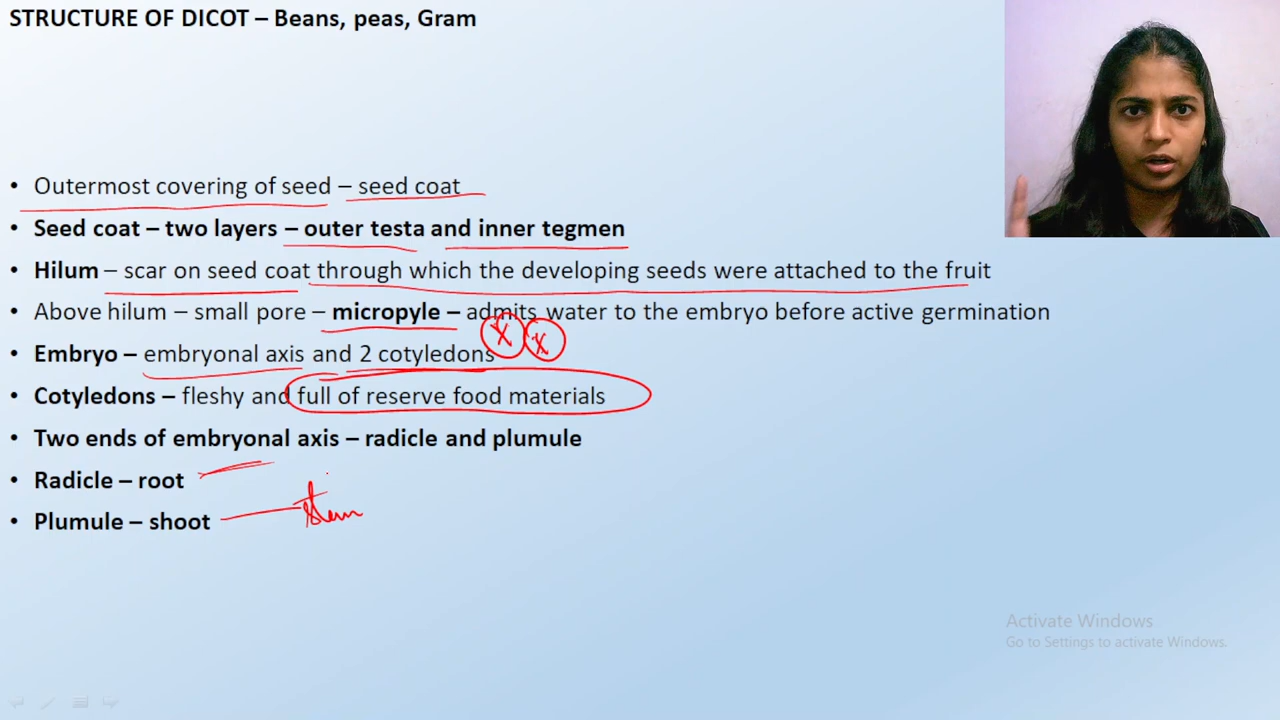 STRUCTURE OF DICOT – Beans, peas, Gram
• Outermost covering of seed – seed coat
• Seed coat – two layers – outer testa and inner tegmen
• Hilum – scar on seed coat through which the developing seeds were attached to the fruit
• Above hilum – small pore – micropyle – admits water to the embryo before active germination
• Embryo – embryonal axis and 2 cotyledons
x x
• Cotyledons – fleshy and full of reserve food materials
• Two ends of embryonal axis – radicle and plumule
• Radicle – root
• Plumule – shoot stem
Activate Windows
Go to Settings to activate Windows.